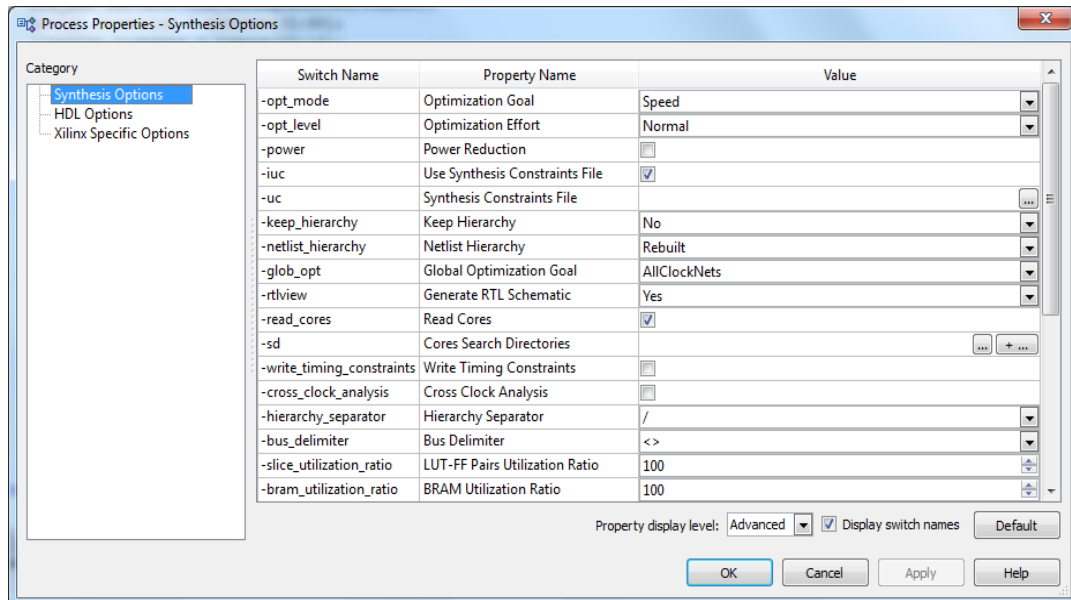 Process Properties - Synthesis Options
Category
Synthesis Options
HDL Options
Xilinx Specific Options
Switch Name Property Name Value
-opt_mode Optimization Goal Speed
-opt_level Optimization Effort Normal
-power Power Reduction
-iuc Use Synthesis Constraints File
-uc Synthesis Constraints File ...
-keep_hierarchy Keep Hierarchy No
-netlist_hierarchy Netlist Hierarchy Rebuilt
-glob_opt Global Optimization Goal AllClockNets
-rtlview Generate RTL Schematic Yes
-read_cores Read Cores
-sd Cores Search Directories ... + ...
-write_timing_constraints Write Timing Constraints
-cross_clock_analysis Cross Clock Analysis
-hierarchy_separator Hierarchy Separator /
-bus_delimiter Bus Delimiter <>
-slice_utilization_ratio LUT-FF Pairs Utilization Ratio 100
-bram_utilization_ratio BRAM Utilization Ratio 100
Property display level: Advanced Display switch names Default
OK Cancel Apply Help